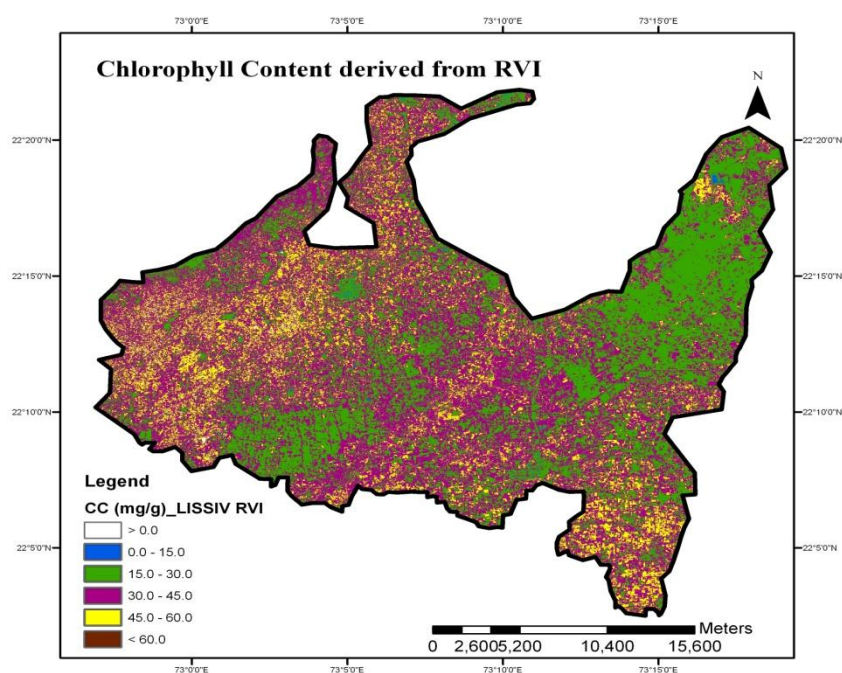 73°0'0"E 73°5'0"E 73°10'0"E 73°15'0"E
Chlorophyll Content derived from RVI
N
22°20'0"N 22°20'0"N
22°15'0"N 22°15'0"N
22°10'0"N 22°10'0"N
22°5'0"N 22°5'0"N
Legend
CC (mg/g)_LISSIV RVI
> 0.0
0.0 - 15.0
15.0 - 30.0
30.0 - 45.0
45.0 - 60.0
< 60.0
Meters
0 2,6005,200 10,400 15,600
73°0'0"E 73°5'0"E 73°10'0"E 73°15'0"E